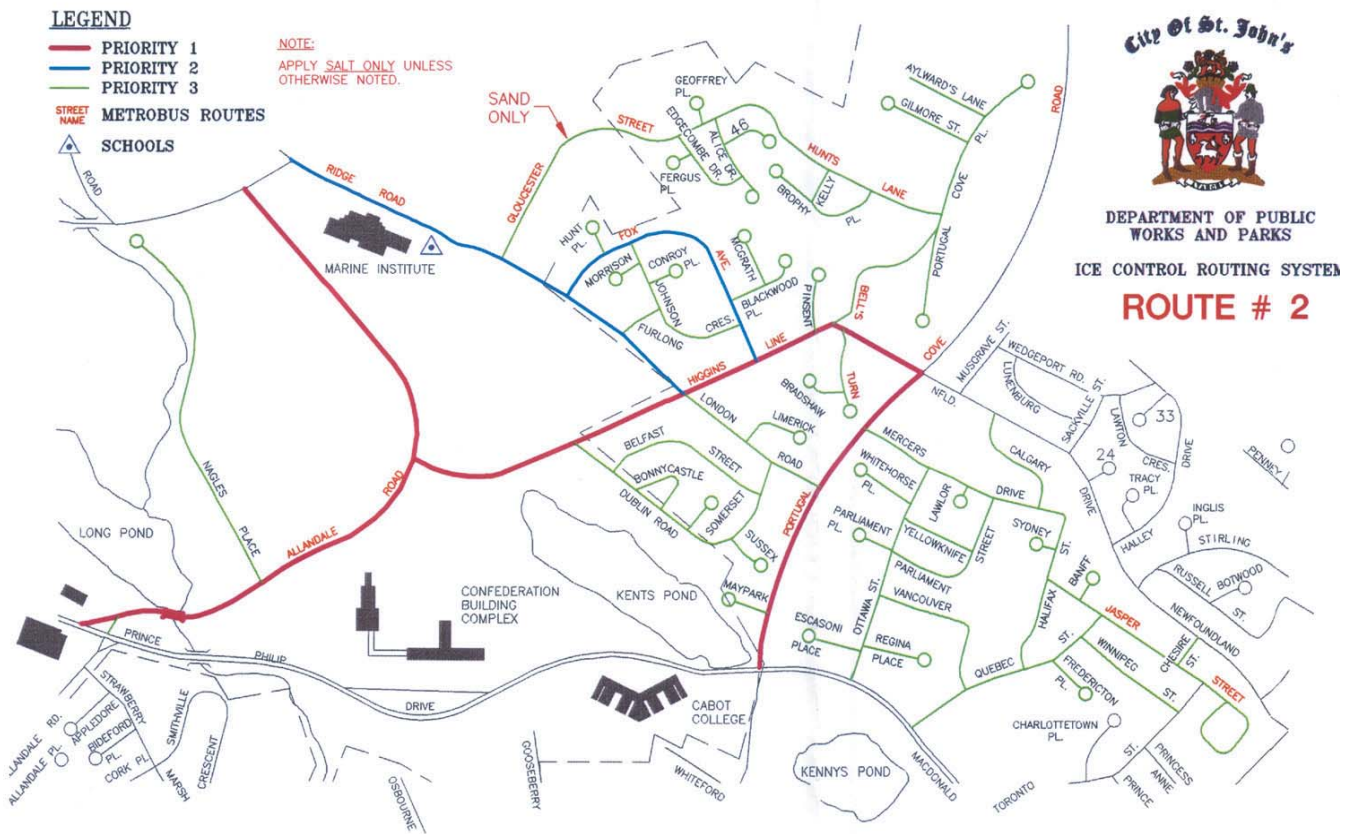 LEGEND
PRIORITY 1
PRIORITY 2
PRIORITY 3
STREET
NAME
METROBUS ROUTES
SCHOOLS
NOTE:
APPLY SALT ONLY UNLESS
OTHERWISE NOTED.
City Of St. John's
DEPARTMENT OF PUBLIC
WORKS AND PARKS
ICE CONTROL ROUTING SYSTEM
ROUTE # 2
SAND
ONLY
GEOFFREY
PL.
AYLWARD'S LANE
GILMORE ST.
ROAD
STREET
EDGECOMBE DR.
ALICE DR.
46
HUNTS
LANE
PL.
COVE
PORTUGAL
FERGUS
PL.
BROPHY
KELLY
PL.
ROAD
RIDGE
ROAD
GLOUCESTER
MARINE INSTITUTE
HUNT
PL.
FOX
AVE.
MORRISON
CONROY
PL.
MCGRATH
JOHNSON
BLACKWOOD
PL.
CRES.
FURLONG
PINSENT
BELL'S
TURN
HIGGINS
LINE
COVE
NFLD.
MUSGRAVE ST.
WEDGEPORT RD.
LUNENBURG
SACKVILLE ST.
LAWTON
CRES.
33
24
DRIVE
TRACY
PL.
DRIVE
HALLEY
PENNEY
BRADSHAW
LONDON
ROAD
LIMERICK
BELFAST
STREET
BONNYCASTLE
SOMERSET
DUBLIN ROAD
SUSSEX
PORTUGAL
MAYPARK
MERCERS
DRIVE
CALGARY
WHITEHORSE
PL.
LAWLOR
PARLIAMENT
PL.
YELLOWKNIFE
STREET
PARLIAMENT
VANCOUVER
SYDNEY
ST.
BANFF
HALIFAX
ST.
JASPER
STREET
INGLIS
PL.
STIRLING
RUSSELL
BOTWOOD
ST.
NEWFOUNDLAND
CHESIRE
ST.
WINNIPEG
ST.
FREDERICTON
PL.
QUEBEC
OTTAWA ST.
ESCASONI
PLACE
REGINA
PLACE
NAGLES
PLACE
ALLANDALE
ROAD
LONG POND
CONFEDERATION
BUILDING
COMPLEX
KENTS POND
PRINCE
PHILIP
DRIVE
CABOT
COLLEGE
CHARLOTTETOWN
PL.
ST.
TORONTO
PRINCESS
ANNE
PRINCE
MACDONALD
KENNYS POND
WHITEFORD
GOOSEBERRY
OSBOURNE
STRAWBERRY
MARSH
SMITHVILLE
CRESCENT
APPLEDORE
PL.
BIDEFORD
PL.
CORK PL.
ALLANDALE